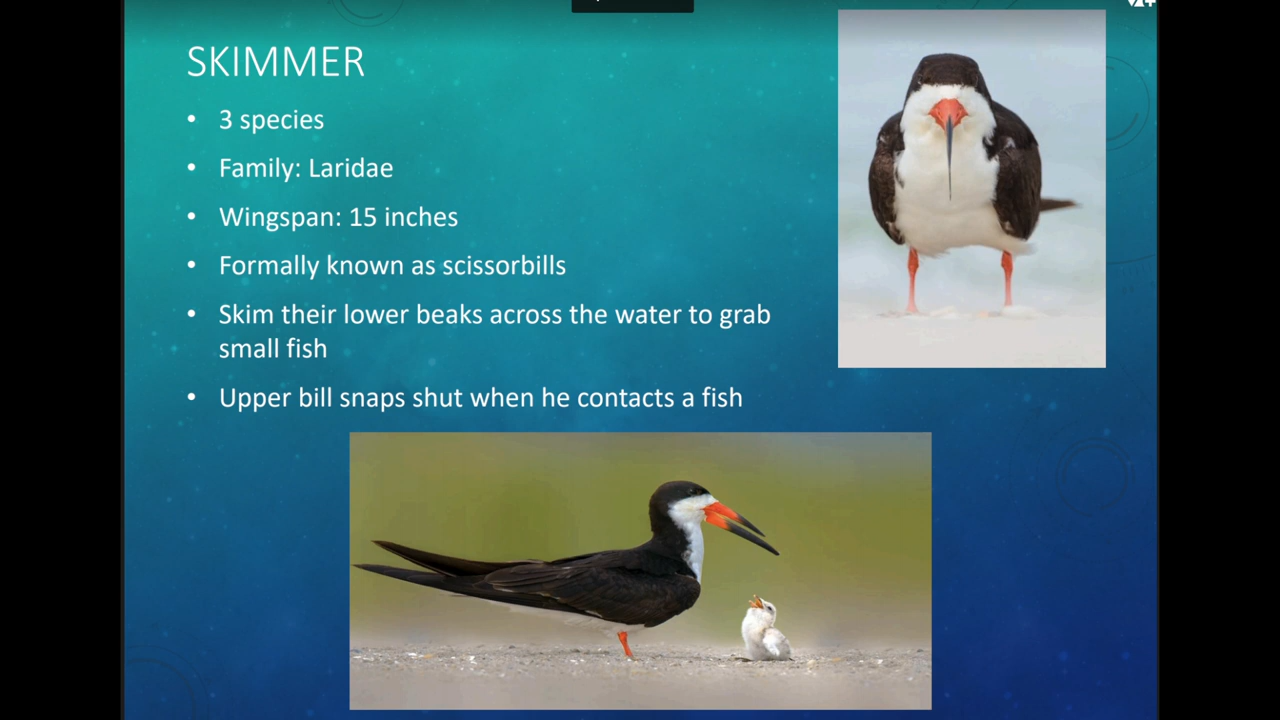 SKIMMER
• 3 species
• Family: Laridae
• Wingspan: 15 inches
• Formally known as scissorbills
• Skim their lower beaks across the water to grab
small fish
• Upper bill snaps shut when he contacts a fish